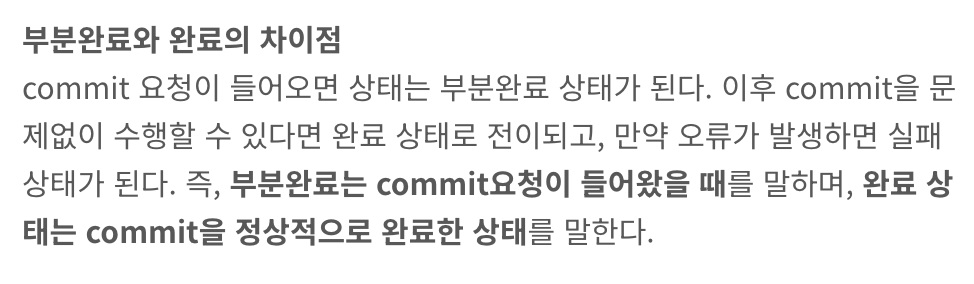 부분완료와 완료의 차이점
commit 요청이 들어오면 상태는 부분완료 상태가 된다. 이후 commit을 문
제없이 수행할 수 있다면 완료 상태로 전이되고, 만약 오류가 발생하면 실패
상태가 된다. 즉, 부분완료는 commit요청이 들어왔을 때를 말하며, 완료 상
태는 commit을 정상적으로 완료한 상태를 말한다.